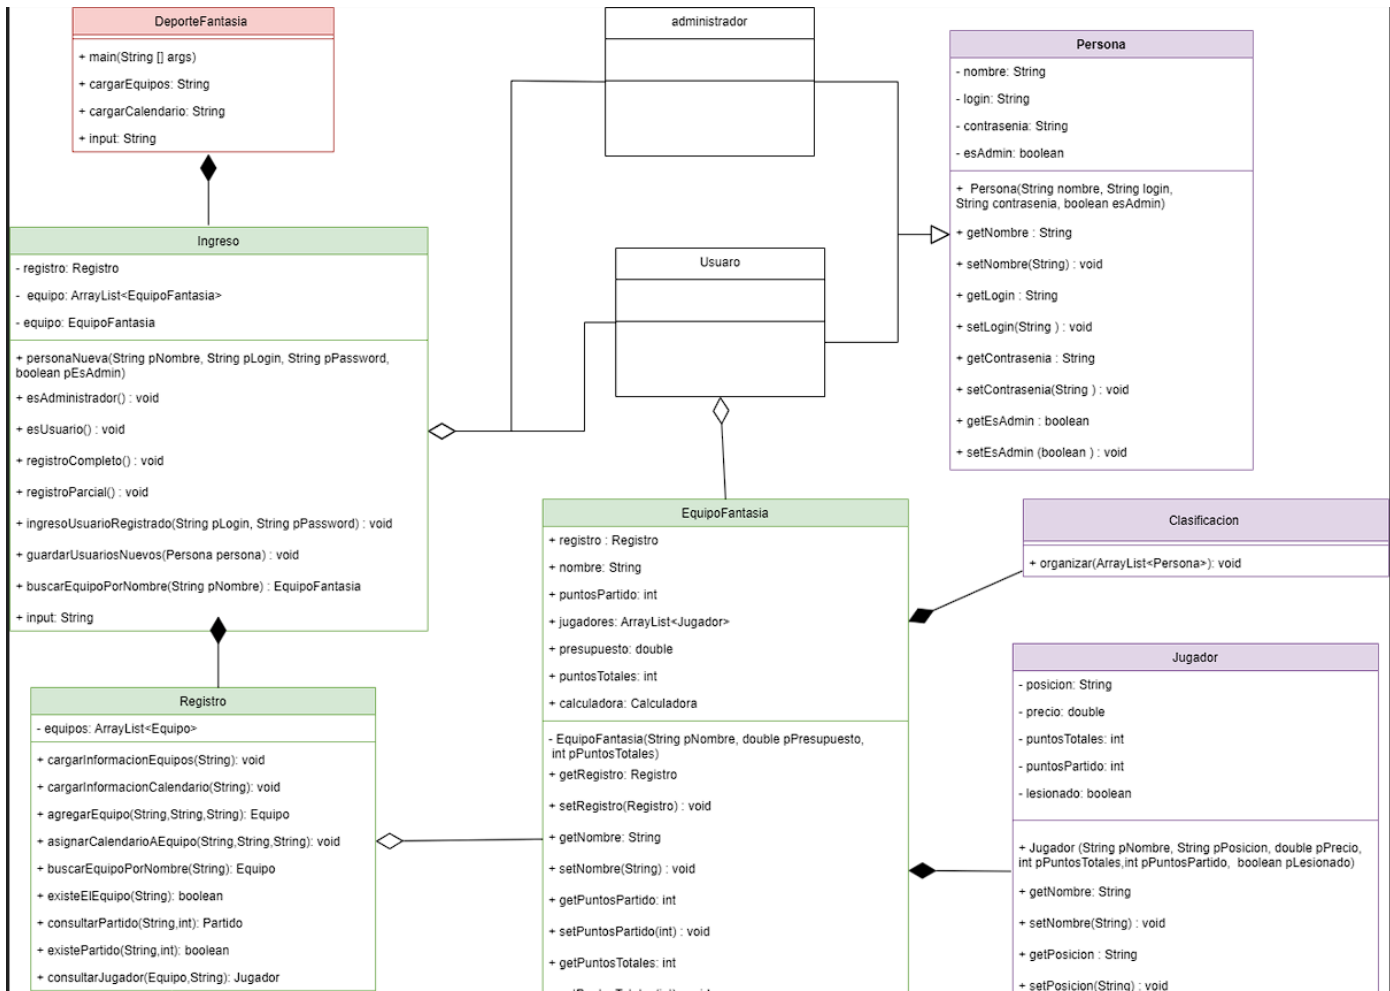 DeporteFantasia
+ main(String [] args)
+ cargarEquipos: String
+ cargarCalendario: String
+ input: String
administrador
Persona
- nombre: String
- login: String
- contrasenia: String
- esAdmin: boolean
+  Persona(String nombre, String login,
String contrasenia, boolean esAdmin)
+ getNombre : String
+ setNombre(String) : void
+ getLogin : String
+ setLogin(String ) : void
+ getContrasenia : String
+ setContrasenia(String ) : void
+ getEsAdmin : boolean
+ setEsAdmin (boolean ) : void
Ingreso
- registro: Registro
-  equipo: ArrayList<EquipoFantasia>
- equipo: EquipoFantasia
+ personaNueva(String pNombre, String pLogin, String pPassword,
boolean pEsAdmin)
+ esAdministrador() : void
+ esUsuario() : void
+ registroCompleto() : void
+ registroParcial() : void
+ ingresoUsuarioRegistrado(String pLogin, String pPassword) : void
+ guardarUsuariosNuevos(Persona persona) : void
+ buscarEquipoPorNombre(String pNombre) : EquipoFantasia
+ input: String
Usuaro
EquipoFantasia
+ registro : Registro
+ nombre: String
+ puntosPartido: int
+ jugadores: ArrayList<Jugador>
+ presupuesto: double
+ puntosTotales: int
+ calculadora: Calculadora
- EquipoFantasia(String pNombre, double pPresupuesto,
int pPuntosTotales)
+ getRegistro: Registro
+ setRegistro(Registro) : void
+ getNombre: String
+ setNombre(String) : void
+ getPuntosPartido: int
+ setPuntosPartido(int) : void
+ getPuntosTotales: int
Clasificacion
+ organizar(ArrayList<Persona>): void
Registro
- equipos: ArrayList<Equipo>
+ cargarInformacionEquipos(String): void
+ cargarInformacionCalendario(String): void
+ agregarEquipo(String,String,String): Equipo
+ asignarCalendarioAEquipo(String,String,String): void
+ buscarEquipoPorNombre(String): Equipo
+ existeElEquipo(String): boolean
+ consultarPartido(String,int): Partido
+ existePartido(String,int): boolean
+ consultarJugador(Equipo,String): Jugador
Jugador
- posicion: String
- precio: double
- puntosTotales: int
- puntosPartido: int
- lesionado: boolean
+ Jugador (String pNombre, String pPosicion, double pPrecio,
int pPuntosTotales,int pPuntosPartido,  boolean pLesionado)
+ getNombre: String
+ setNombre(String) : void
+ getPosicion : String
+ setPosicion(String) : void